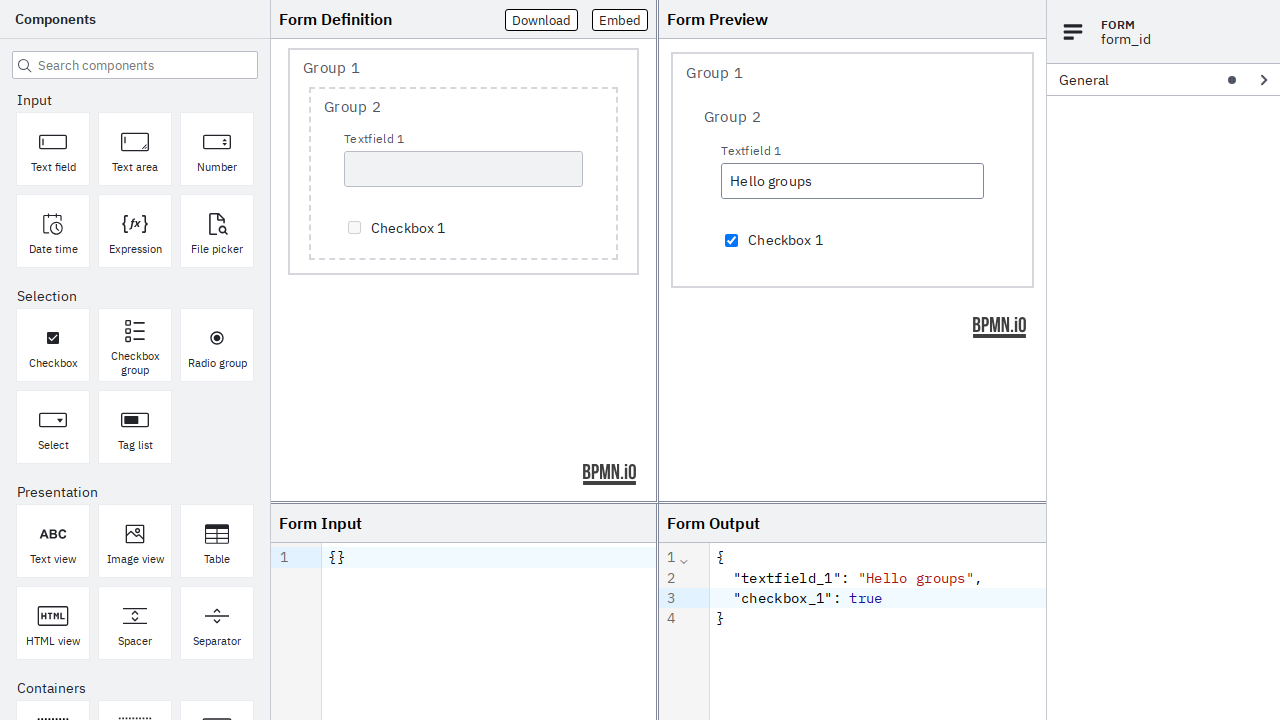 Components
Search components
Input
Text field
Text area
Number
Date time
Expression
File picker
Selection
Checkbox
Checkbox group
Radio group
Select
Tag list
Presentation
ABC
Text view
Image view
Table
HTML
HTML view
Spacer
Separator
Containers
Form Definition
Download
Embed
Group 1
Group 2
Textfield 1
Checkbox 1
BPMN.iO
Form Preview
Group 1
Group 2
Textfield 1
Hello groups
Checkbox 1
BPMN.iO
Form Input
1 {}
Form Output
1 {
2 "textfield_1": "Hello groups",
3 "checkbox_1": true
4 }
FORM
form_id
General